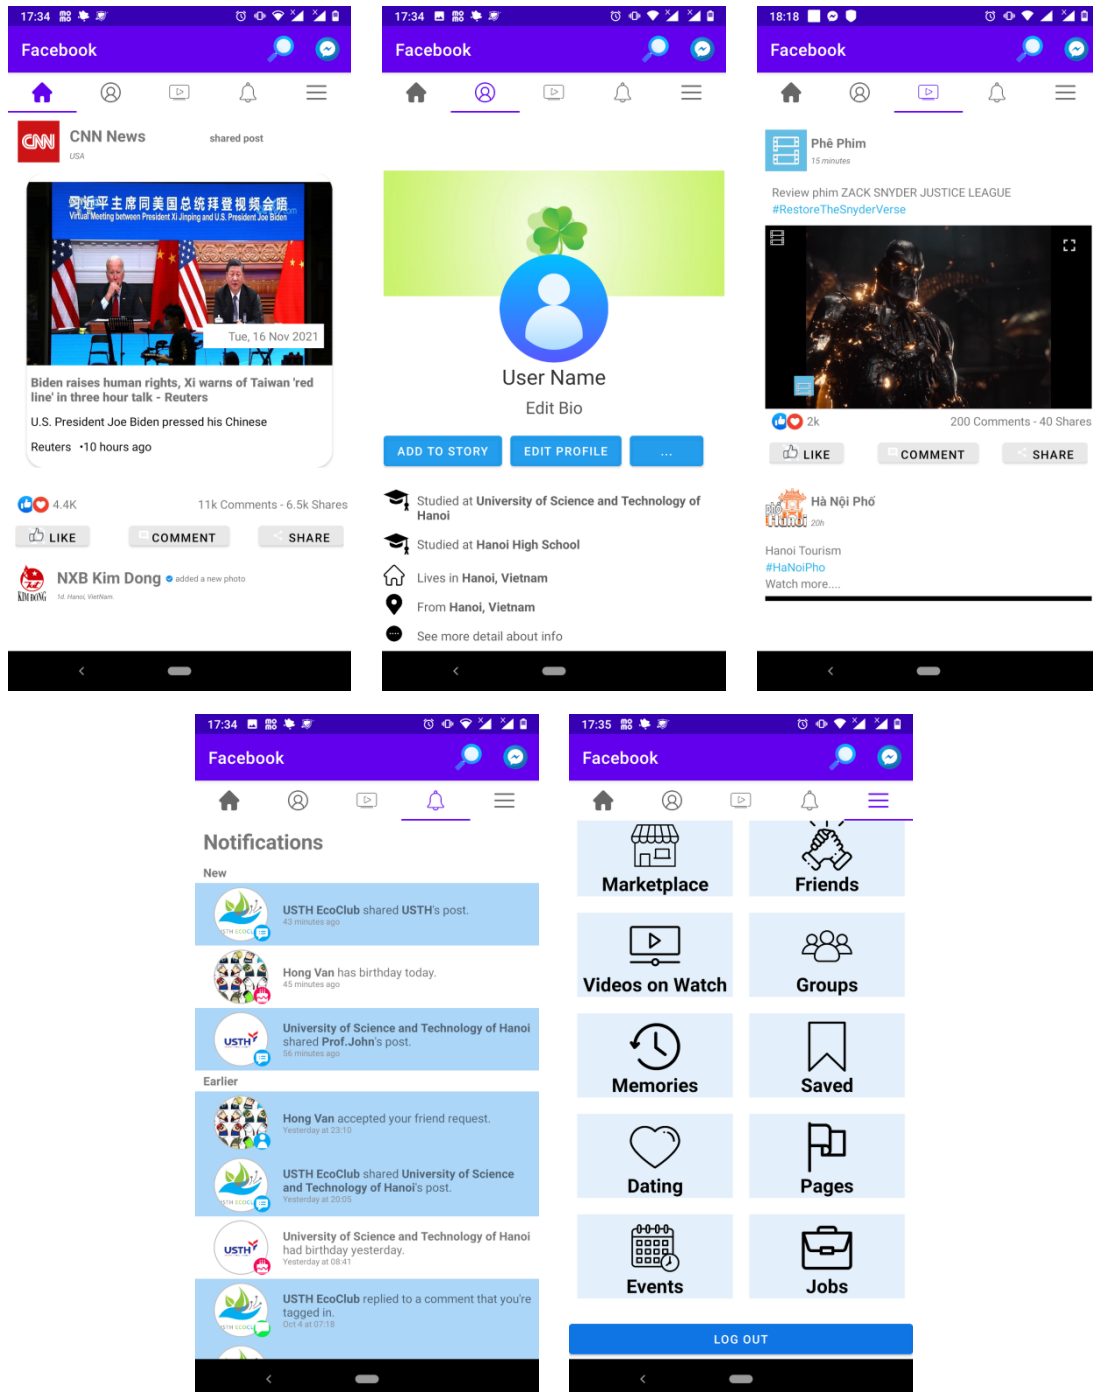 17:34
Facebook
CNN
CNN News
shared post
USA
习近平主席同美国总统拜登视频会晤
Virtual Meeting between President Xi Jinping and U.S. President Joe Biden
Tue, 16 Nov 2021
Biden raises human rights, Xi warns of Taiwan 'red
line' in three hour talk - Reuters
U.S. President Joe Biden pressed his Chinese
Reuters •10 hours ago
4.4K
11k Comments - 6.5k Shares
LIKE
COMMENT
SHARE
NXB Kim Dong
added a new photo
KIM ĐỒNG
1d. Hanoi, VietNam.
17:34
Facebook
User Name
Edit Bio
ADD TO STORY
EDIT PROFILE
...
Studied at University of Science and Technology of
Hanoi
Studied at Hanoi High School
Lives in Hanoi, Vietnam
From Hanoi, Vietnam
See more detail about info
18:18
Facebook
Phê Phim
15 minutes
Review phim ZACK SNYDER JUSTICE LEAGUE
#RestoreTheSnyderVerse
2k
200 Comments - 40 Shares
LIKE
COMMENT
SHARE
Hà Nội Phố
20h
Hanoi Tourism
#HaNoiPho
Watch more....
17:34
Facebook
Notifications
New
USTH EcoClub shared USTH's post.
43 minutes ago
Hong Van has birthday today.
45 minutes ago
USTH
University of Science and Technology of Hanoi
shared Prof.John's post.
56 minutes ago
Earlier
Hong Van accepted your friend request.
Yesterday at 23:10
USTH EcoClub shared University of Science
and Technology of Hanoi's post.
Yesterday at 20:05
USTH
University of Science and Technology of Hanoi
had birthday yesterday.
Yesterday at 08:41
USTH EcoClub replied to a comment that you're
tagged in.
Oct 4 at 07:18
17:35
Facebook
Marketplace
Friends
Videos on Watch
Groups
Memories
Saved
Dating
Pages
Events
Jobs
LOG OUT